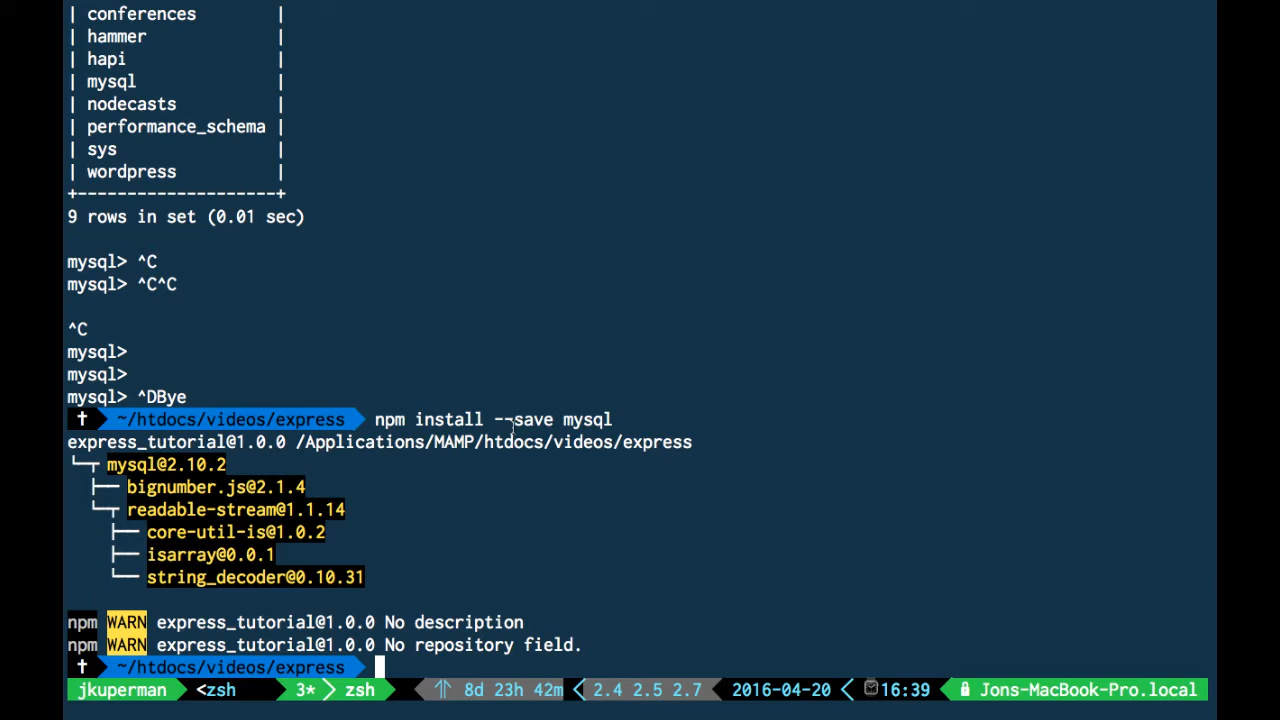 | conferences |
| hammer |
| hapi |
| mysql |
| nodecasts |
| performance_schema |
| sys |
| wordpress |
+--------------------+
9 rows in set (0.01 sec)
mysql> ^C
mysql> ^C^C
^C
mysql>
mysql>
mysql> ^DBye
† ~/htdocs/videos/express npm install --save mysql
express_tutorial@1.0.0 /Applications/MAMP/htdocs/videos/express
└─┬ mysql@2.10.2
├── bignumber.js@2.1.4
└─┬ readable-stream@1.1.14
├── core-util-is@1.0.2
├── isarray@0.0.1
└── string_decoder@0.10.31
npm WARN express_tutorial@1.0.0 No description
npm WARN express_tutorial@1.0.0 No repository field.
† ~/htdocs/videos/express
jkuperman <zsh 3* zsh ⇈ 8d 23h 42m 2.4 2.5 2.7 2016-04-20 16:39 Jons-MacBook-Pro.local